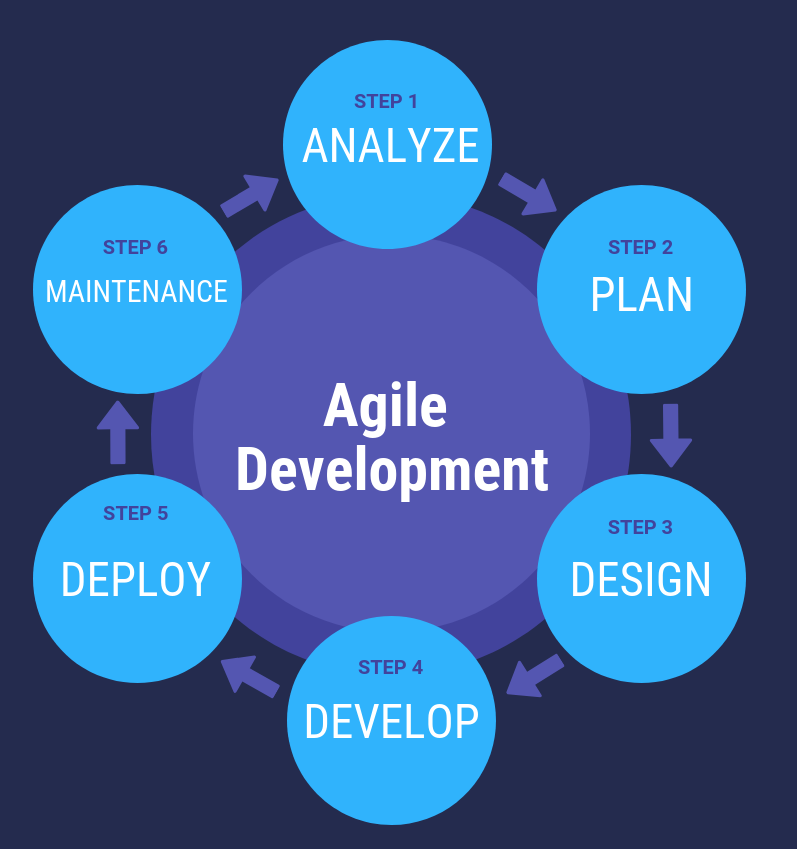 STEP 1
ANALYZE
STEP 2
PLAN
STEP 3
DESIGN
STEP 4
DEVELOP
STEP 5
DEPLOY
STEP 6
MAINTENANCE
Agile
Development